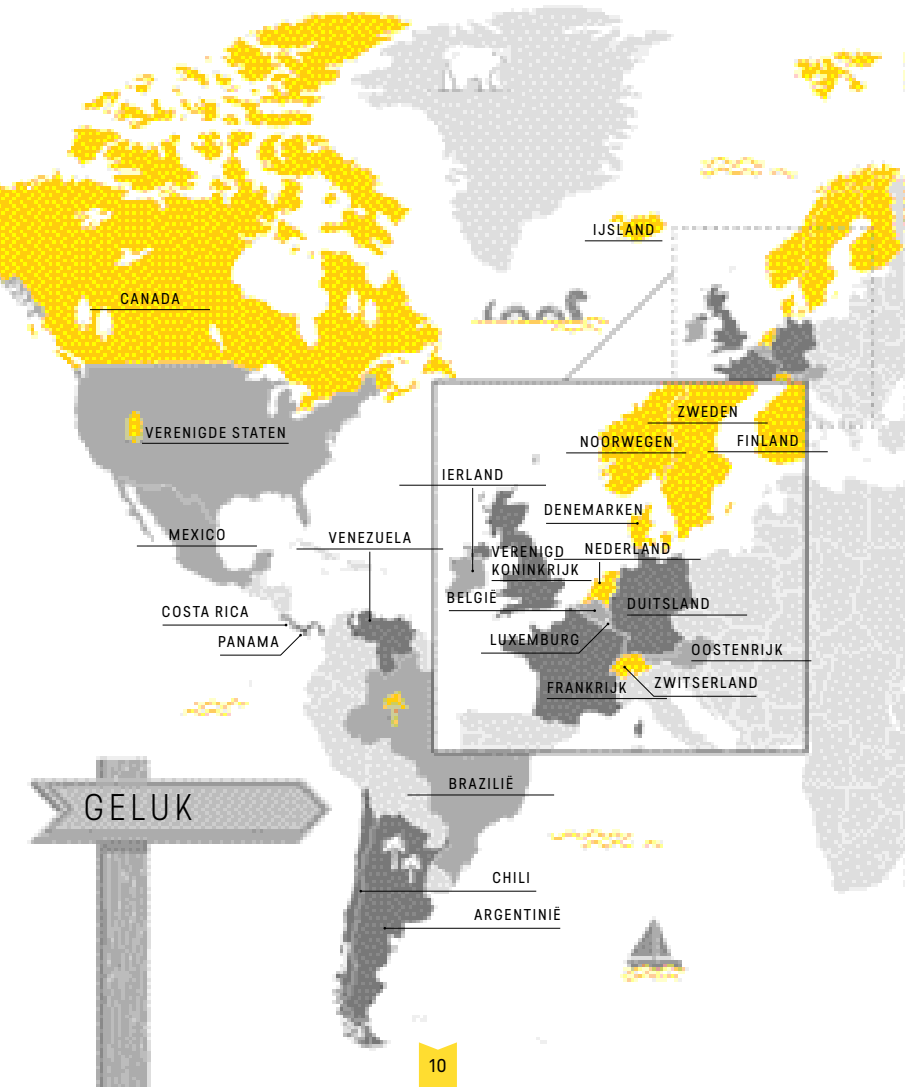 IJSLAND
CANADA
ZWEDEN
VERENIGDE STATEN
NOORWEGEN
FINLAND
IERLAND
DENEMARKEN
MEXICO
VENEZUELA
VERENIGD
KONINKRIJK
NEDERLAND
BELGIË
DUITSLAND
COSTA RICA
PANAMA
LUXEMBURG
OOSTENRIJK
FRANKRIJK
ZWITSERLAND
BRAZILIË
GELUK
CHILI
ARGENTINIË
10